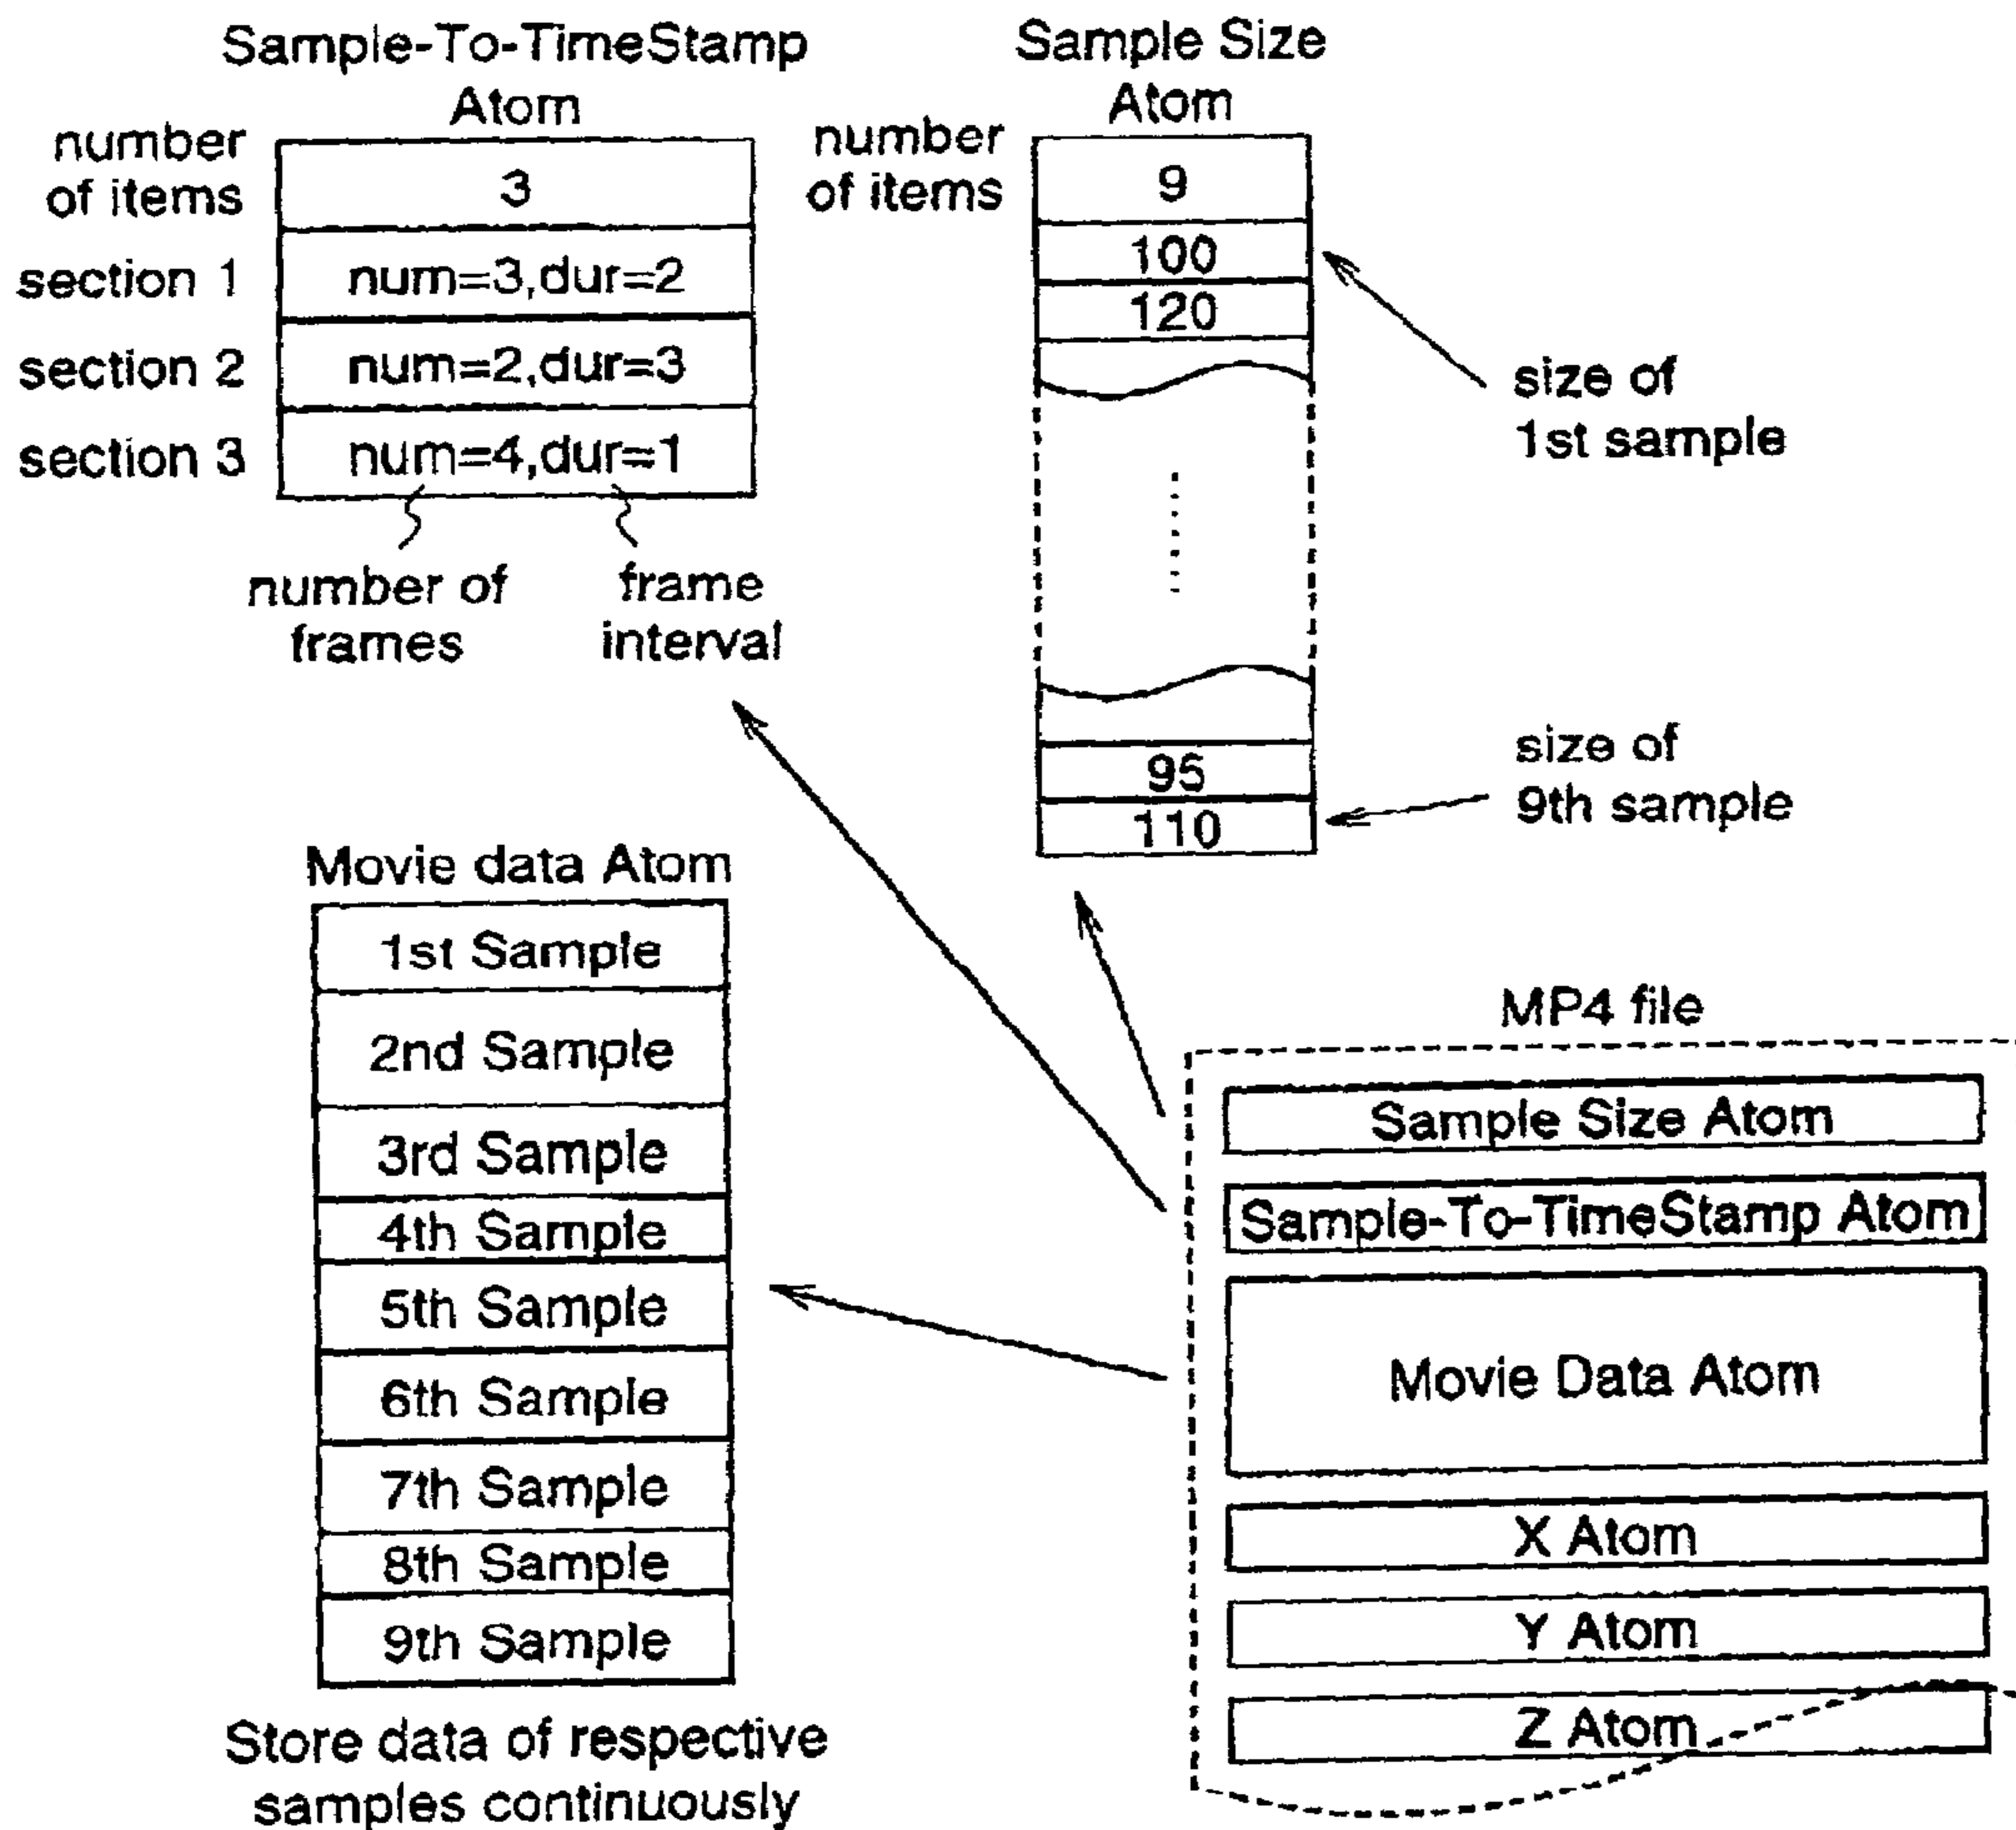 Sample-To-TimeStamp
Atom
number
of items
3
section 1
num=3,dur=2
section 2
num=2,dur=3
section 3
num=4,dur=1
number of
frames
frame
interval
Sample Size
Atom
number
of items
9
100
120
size of
1st sample
95
110
size of
9th sample
Movie data Atom
1st Sample
2nd Sample
3rd Sample
4th Sample
5th Sample
6th Sample
7th Sample
8th Sample
9th Sample
Store data of respective
samples continuously
MP4 file
Sample Size Atom
Sample-To-TimeStamp Atom
Movie Data Atom
X Atom
Y Atom
Z Atom